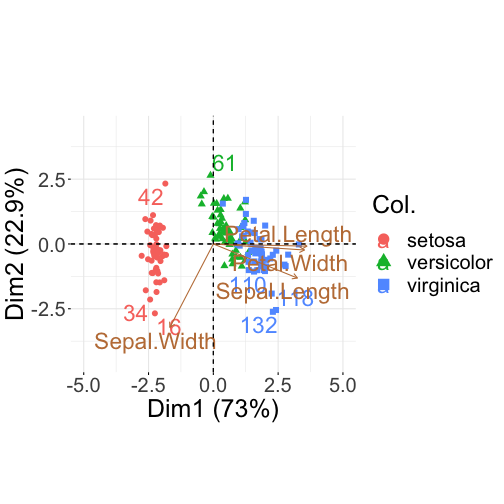 61
42
2.5
Petal.Length
0.0
Petal.Width
110
Sepal.Length
118
-2.5
34
16
132
Sepal.Width
-5.0 -2.5 0.0 2.5 5.0
Dim1 (73%)
Dim2 (22.9%)
Col.
a setosa
a versicolor
a virginica